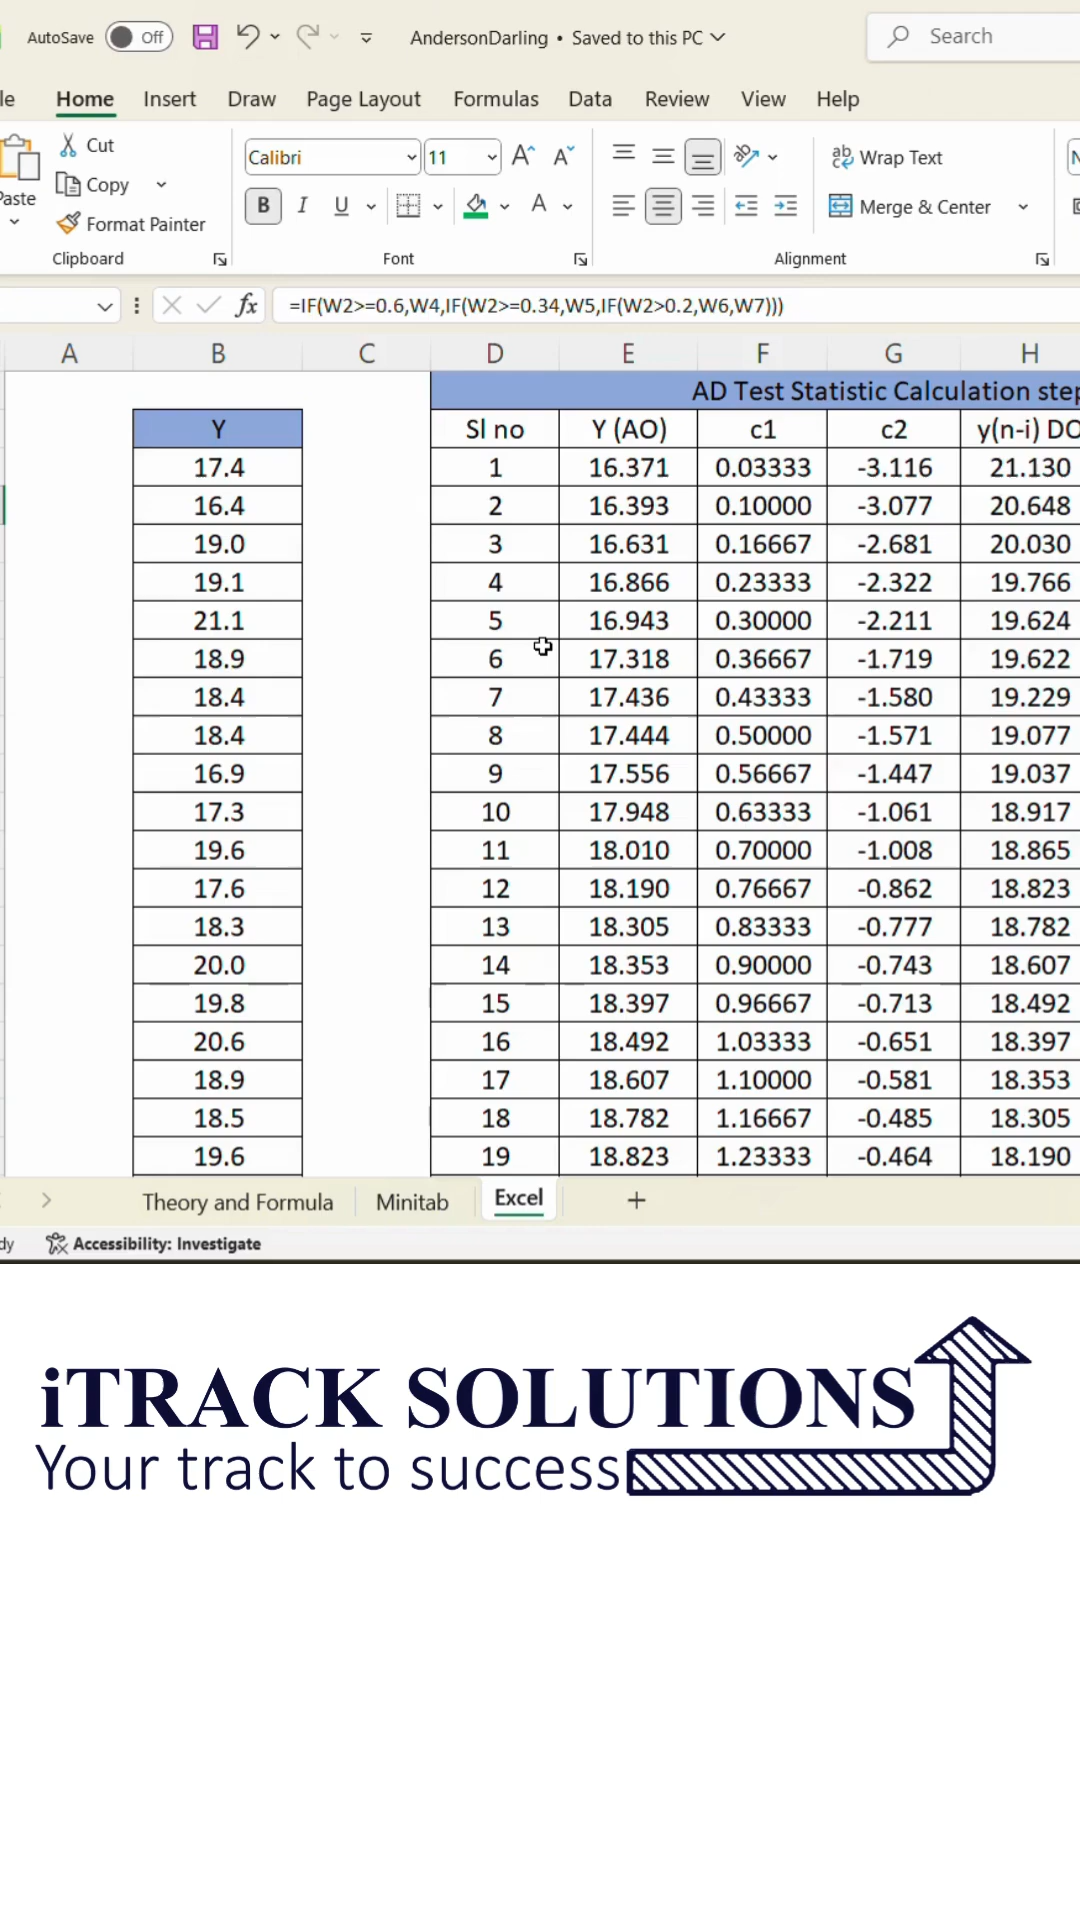 AutoSave Off AndersonDarling • Saved to this PC Search
le Home Insert Draw Page Layout Formulas Data Review View Help
Cut Calibri 11 Wrap Text
Paste Copy B I U A Merge & Center
Format Painter
Clipboard Font Alignment
fx =IF(W2>=0.6,W4,IF(W2>=0.34,W5,IF(W2>0.2,W6,W7)))
A B C D E F G H
AD Test Statistic Calculation step
Y Sl no Y (AO) c1 c2 y(n-i) DO
17.4 1 16.371 0.03333 -3.116 21.130
16.4 2 16.393 0.10000 -3.077 20.648
19.0 3 16.631 0.16667 -2.681 20.030
19.1 4 16.866 0.23333 -2.322 19.766
21.1 5 16.943 0.30000 -2.211 19.624
18.9 6 17.318 0.36667 -1.719 19.622
18.4 7 17.436 0.43333 -1.580 19.229
18.4 8 17.444 0.50000 -1.571 19.077
16.9 9 17.556 0.56667 -1.447 19.037
17.3 10 17.948 0.63333 -1.061 18.917
19.6 11 18.010 0.70000 -1.008 18.865
17.6 12 18.190 0.76667 -0.862 18.823
18.3 13 18.305 0.83333 -0.777 18.782
20.0 14 18.353 0.90000 -0.743 18.607
19.8 15 18.397 0.96667 -0.713 18.492
20.6 16 18.492 1.03333 -0.651 18.397
18.9 17 18.607 1.10000 -0.581 18.353
18.5 18 18.782 1.16667 -0.485 18.305
19.6 19 18.823 1.23333 -0.464 18.190
Theory and Formula Minitab Excel
dy Accessibility: Investigate
iTRACK SOLUTIONS
Your track to success